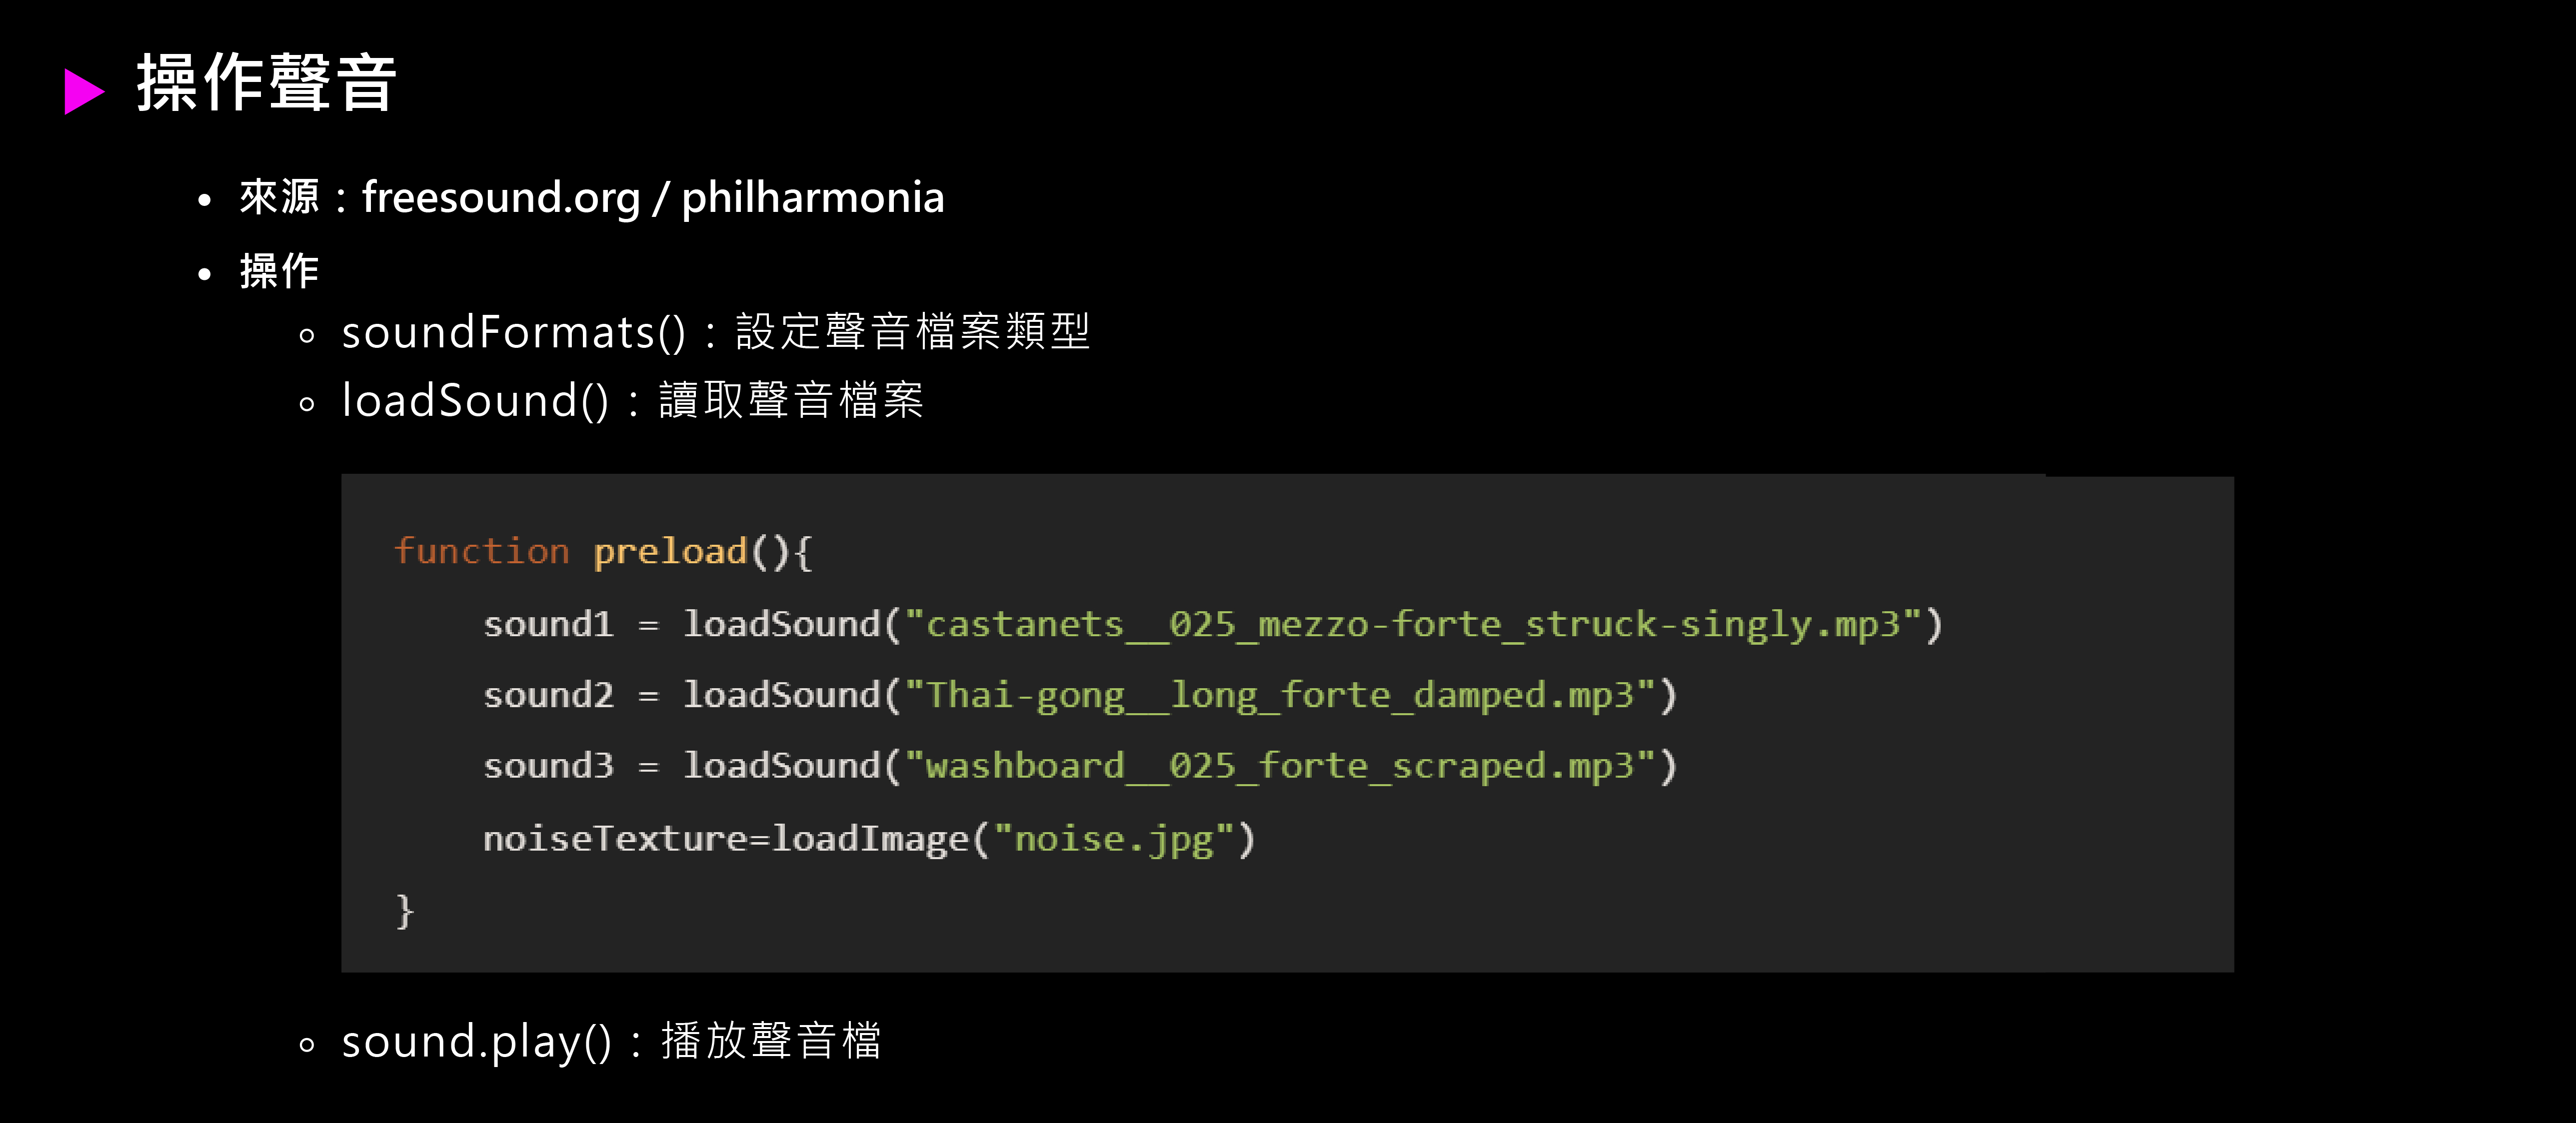 操作聲音
• 來源：freesound.org / philharmonia
• 操作
◦ soundFormats()：設定聲音檔案類型
◦ loadSound()：讀取聲音檔案
function preload(){
    sound1 = loadSound("castanets__025_mezzo-forte_struck-singly.mp3")
    sound2 = loadSound("Thai-gong__long_forte_damped.mp3")
    sound3 = loadSound("washboard__025_forte_scraped.mp3")
    noiseTexture=loadImage("noise.jpg")
}
◦ sound.play()：播放聲音檔